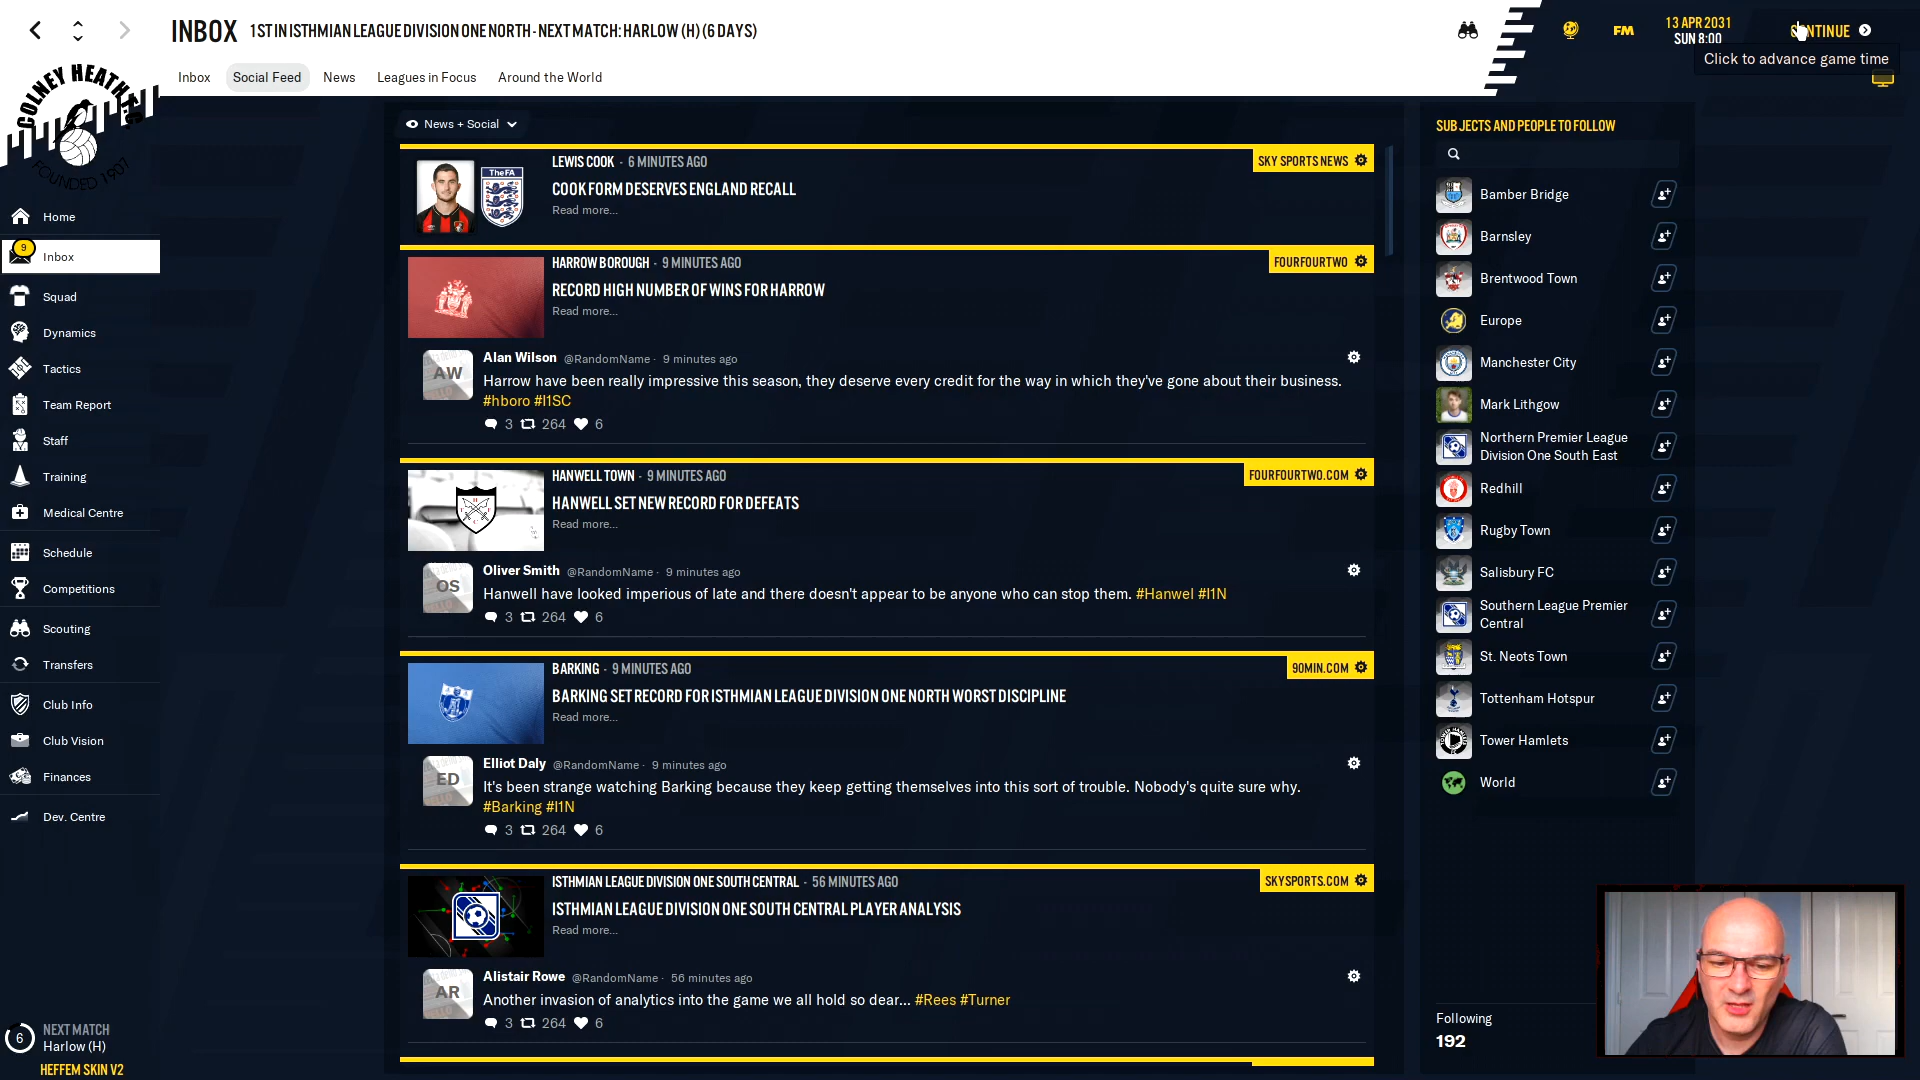 INBOX
1ST IN ISTHMIAN LEAGUE DIVISION ONE NORTH - NEXT MATCH: HARLOW (H) (6 DAYS)
FM
13 APR 2031
SUN 8:00
CONTINUE
Click to advance game time
Inbox
Social Feed
News
Leagues in Focus
Around the World
COLNEY HEATH F.C.
FOUNDED 1907
Home
9
Inbox
Squad
Dynamics
Tactics
Team Report
Staff
Training
Medical Centre
Schedule
Competitions
Scouting
Transfers
Club Info
Club Vision
Finances
Dev. Centre
6
NEXT MATCH
Harlow (H)
HEFFEM SKIN V2
News + Social
LEWIS COOK - 6 MINUTES AGO
SKY SPORTS NEWS
The FA
COOK FORM DESERVES ENGLAND RECALL
Read more...
HARROW BOROUGH - 9 MINUTES AGO
FOURFOURTWO
RECORD HIGH NUMBER OF WINS FOR HARROW
Read more...
AW
Alan Wilson @RandomName · 9 minutes ago
Harrow have been really impressive this season, they deserve every credit for the way in which they've gone about their business.
#hboro #I1SC
3 264 6
HANWELL TOWN - 9 MINUTES AGO
FOURFOURTWO.COM
HANWELL SET NEW RECORD FOR DEFEATS
Read more...
OS
Oliver Smith @RandomName · 9 minutes ago
Hanwell have looked imperious of late and there doesn't appear to be anyone who can stop them. #Hanwel #I1N
3 264 6
BARKING - 9 MINUTES AGO
90MIN.COM
BARKING SET RECORD FOR ISTHMIAN LEAGUE DIVISION ONE NORTH WORST DISCIPLINE
Read more...
ED
Elliot Daly @RandomName · 9 minutes ago
It's been strange watching Barking because they keep getting themselves into this sort of trouble. Nobody's quite sure why.
#Barking #I1N
3 264 6
ISTHMIAN LEAGUE DIVISION ONE SOUTH CENTRAL - 56 MINUTES AGO
SKYSPORTS.COM
ISTHMIAN LEAGUE DIVISION ONE SOUTH CENTRAL PLAYER ANALYSIS
Read more...
AR
Alistair Rowe @RandomName · 56 minutes ago
Another invasion of analytics into the game we all hold so dear... #Rees #Turner
3 264 6
SUBJECTS AND PEOPLE TO FOLLOW
Bamber Bridge
Barnsley
Brentwood Town
Europe
Manchester City
Mark Lithgow
Northern Premier League
Division One South East
Redhill
Rugby Town
Salisbury FC
Southern League Premier
Central
St. Neots Town
Tottenham Hotspur
Tower Hamlets
World
Following
192